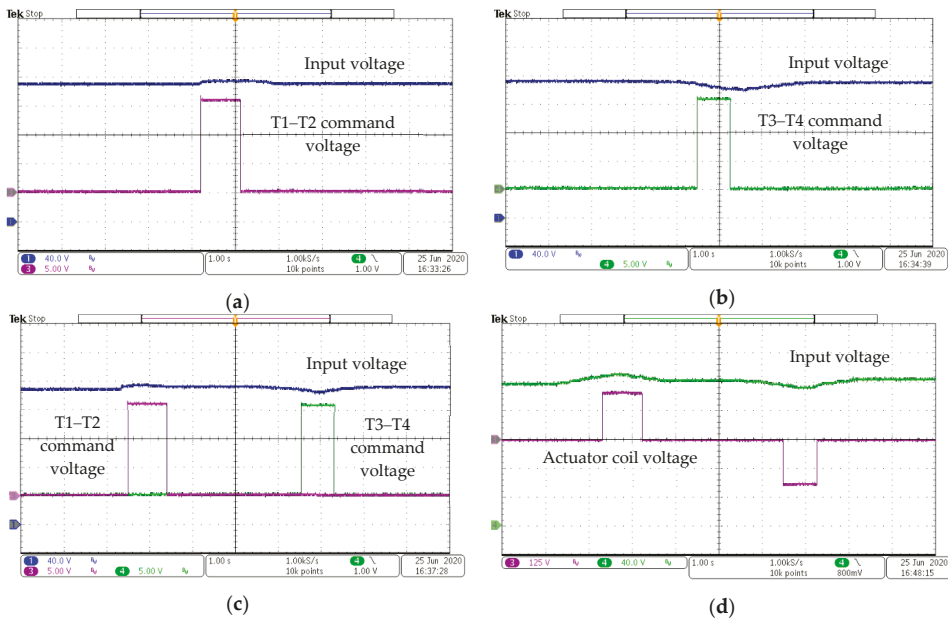 Tek Stop
Input voltage
T1–T2 command
voltage
1 40.0 V
3 5.00 V
1.00 s
1.00kS/s
10k points
4
1.00 V
25 Jun 2020
16:33:26
(a)
Tek Stop
Input voltage
T3–T4 command
voltage
1 40.0 V
4 5.00 V
1.00 s
1.00kS/s
10k points
4
1.00 V
25 Jun 2020
16:34:39
(b)
Tek Stop
Input voltage
T1–T2
command
voltage
T3–T4
command
voltage
1 40.0 V
3 5.00 V
4 5.00 V
1.00 s
1.00kS/s
10k points
4
1.00 V
25 Jun 2020
16:37:28
(c)
Tek Stop
Input voltage
Actuator coil voltage
3 125 V
4 40.0 V
1.00 s
1.00kS/s
10k points
4
800mV
25 Jun 2020
16:48:15
(d)